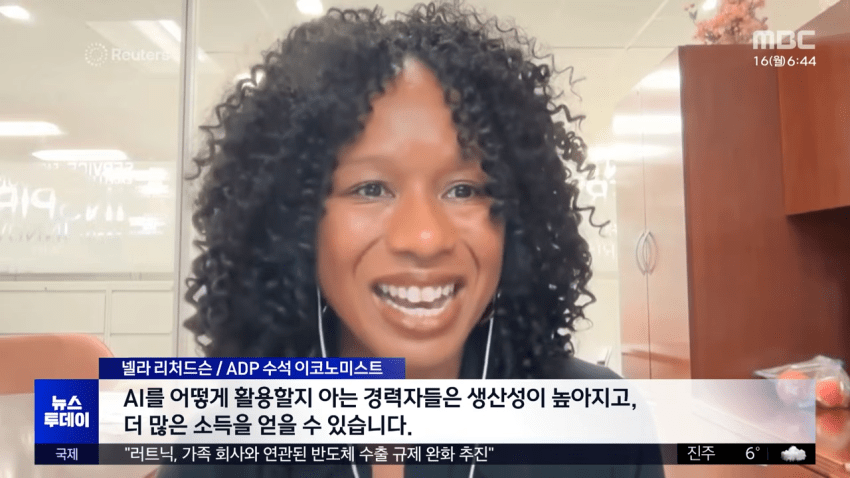 Reuters
MBC
16(월)6:44
넬라 리처드슨 / ADP 수석 이코노미스트
뉴스
투데이
AI를 어떻게 활용할지 아는 경력자들은 생산성이 높아지고,
더 많은 소득을 얻을 수 있습니다.
국제
"러트닉, 가족 회사와 연관된 반도체 수출 규제 완화 추진"
진주 6°